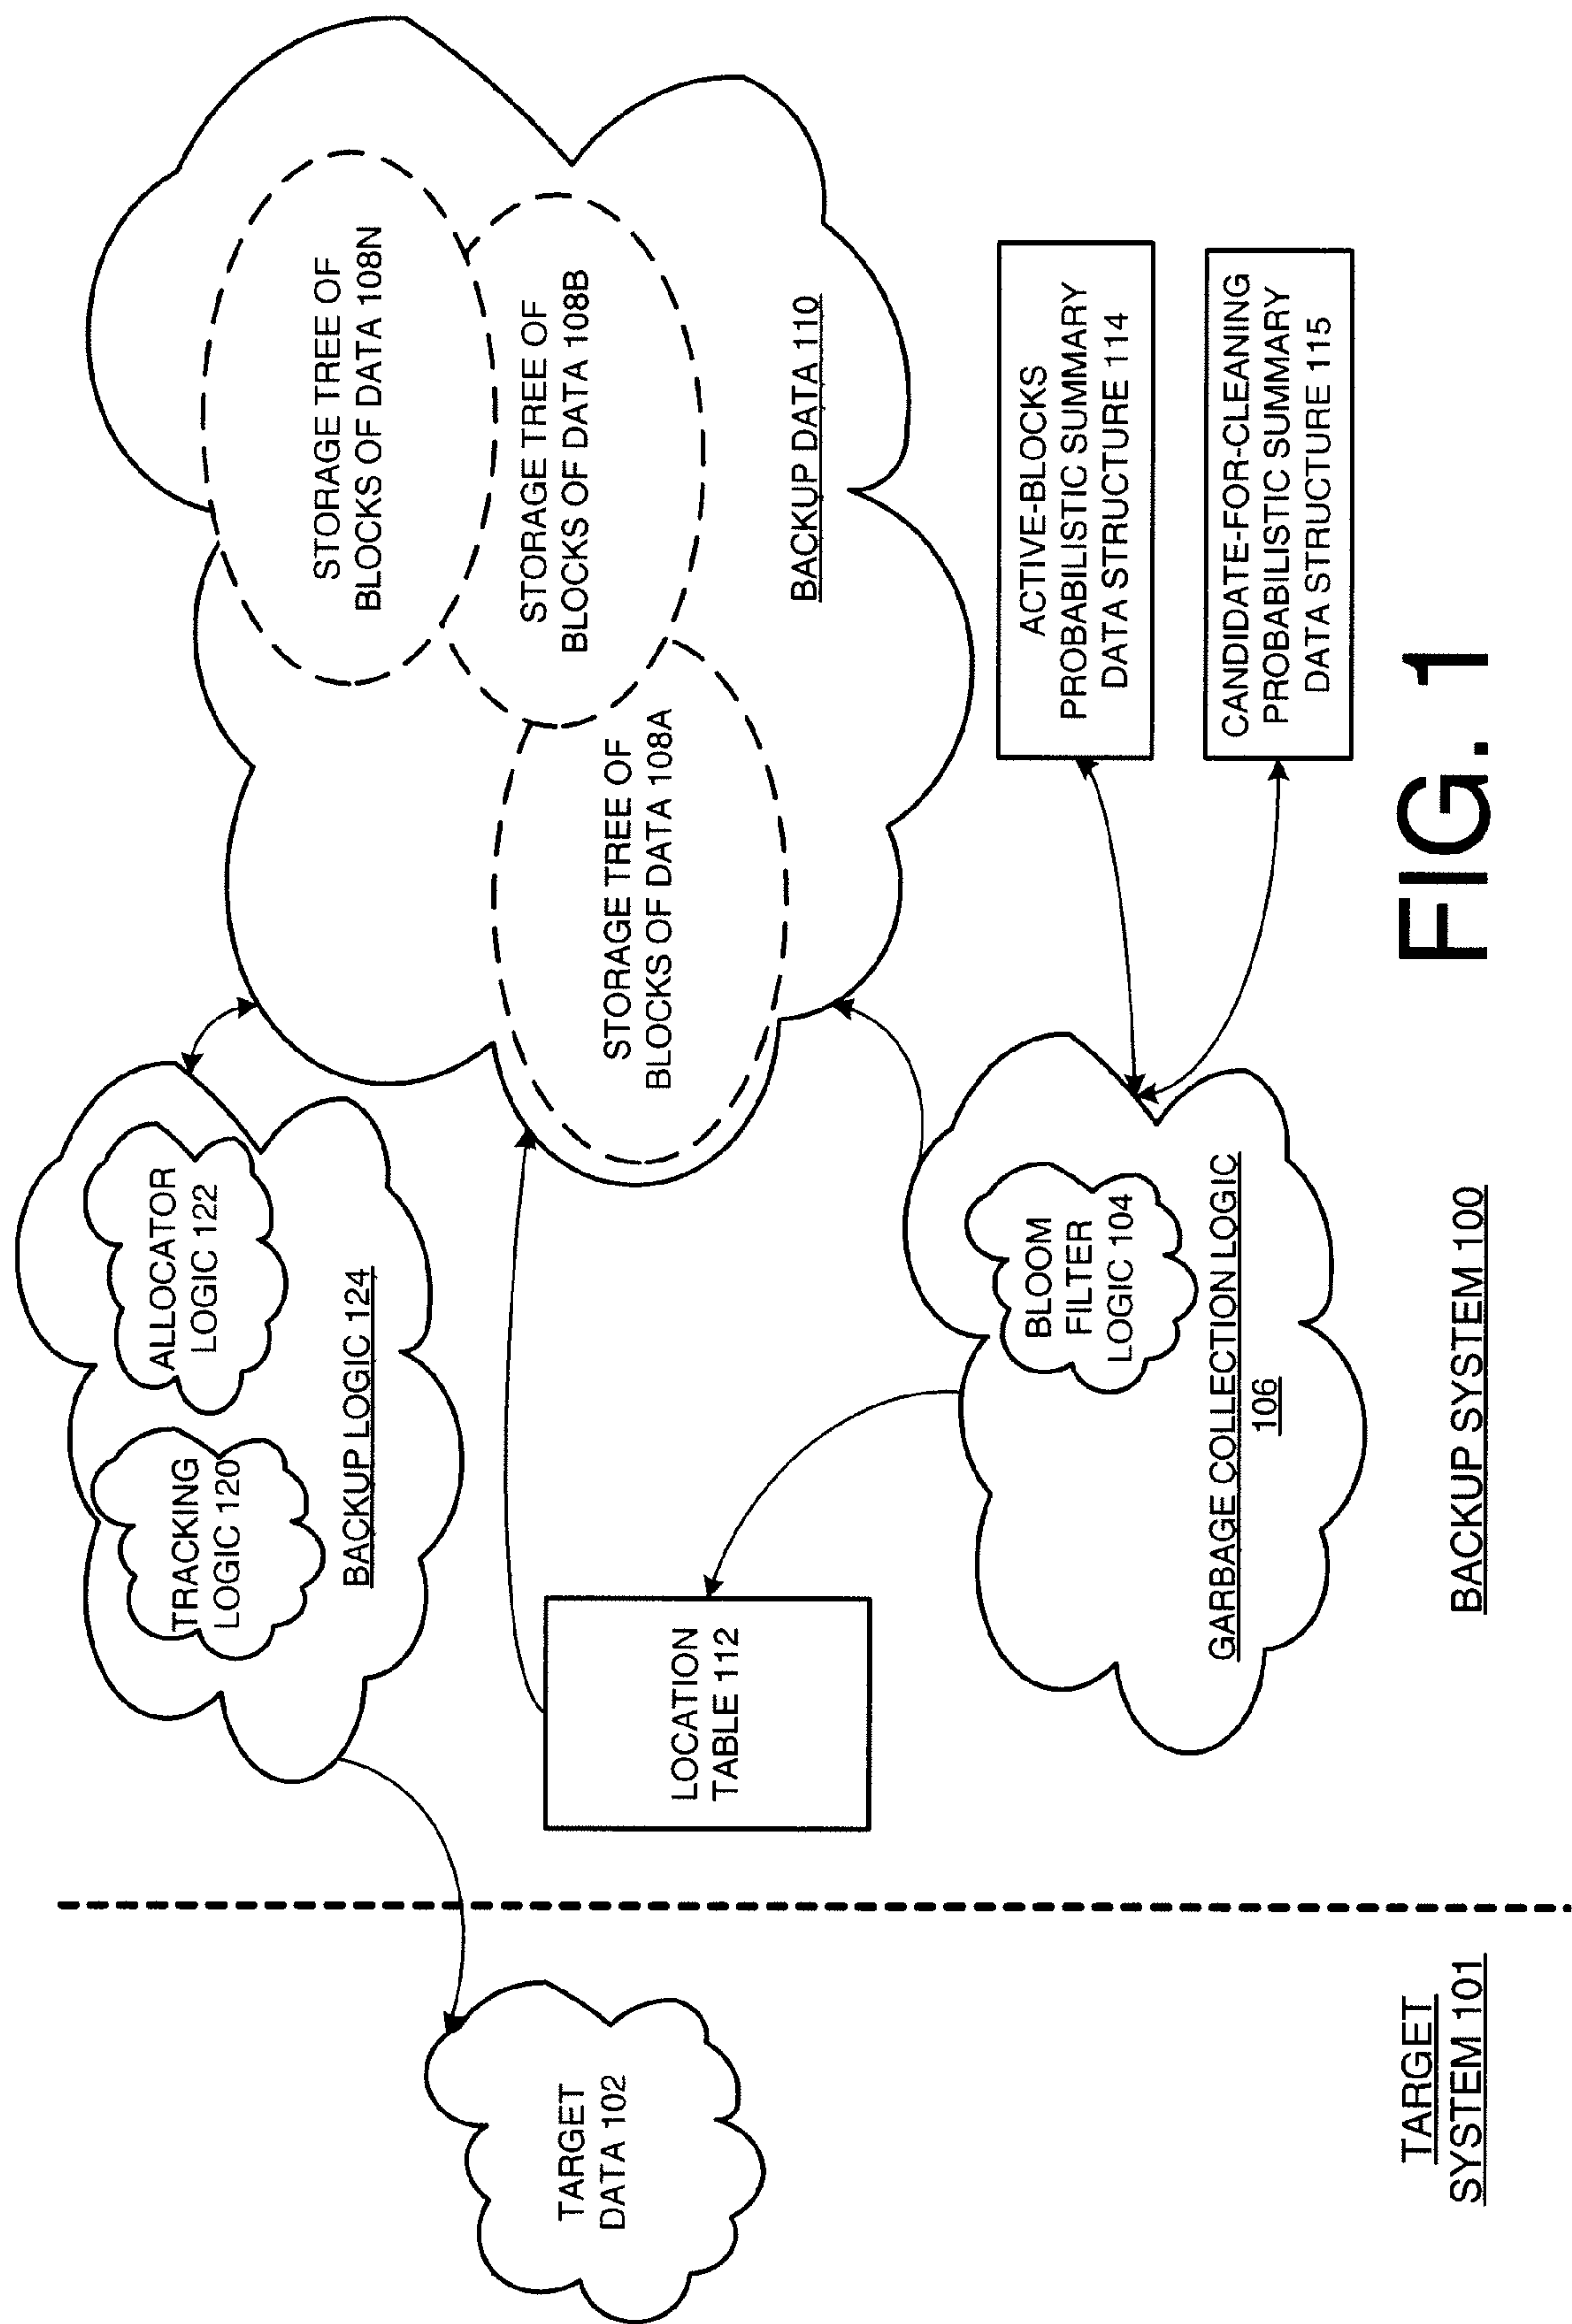 TARGET
DATA 102
TARGET
SYSTEM 101
TRACKING
LOGIC 120
ALLOCATOR
LOGIC 122
BACKUP LOGIC 124
LOCATION
TABLE 112
BLOOM
FILTER
LOGIC 104
GARBAGE COLLECTION LOGIC
106
BACKUP SYSTEM 100
STORAGE TREE OF
BLOCKS OF DATA 108N
STORAGE TREE OF
BLOCKS OF DATA 108B
STORAGE TREE OF
BLOCKS OF DATA 108A
BACKUP DATA 110
ACTIVE-BLOCKS
PROBABILISTIC SUMMARY
DATA STRUCTURE 114
CANDIDATE-FOR-CLEANING
PROBABILISTIC SUMMARY
DATA STRUCTURE 115
FIG. 1